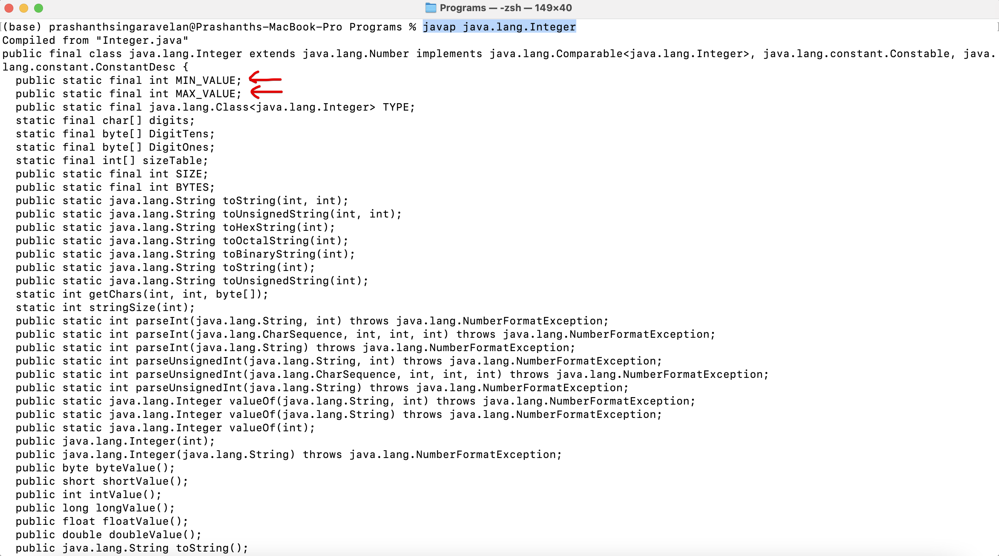 Programs — -zsh — 149×40
(base) prashanthsingaravelan@Prashanths-MacBook-Pro Programs % javap java.lang.Integer
Compiled from "Integer.java"
public final class java.lang.Integer extends java.lang.Number implements java.lang.Comparable<java.lang.Integer>, java.lang.constant.Constable, java.
lang.constant.ConstantDesc {
  public static final int MIN_VALUE;
  public static final int MAX_VALUE;
  public static final java.lang.Class<java.lang.Integer> TYPE;
  static final char[] digits;
  static final byte[] DigitTens;
  static final byte[] DigitOnes;
  static final int[] sizeTable;
  public static final int SIZE;
  public static final int BYTES;
  public static java.lang.String toString(int, int);
  public static java.lang.String toUnsignedString(int, int);
  public static java.lang.String toHexString(int);
  public static java.lang.String toOctalString(int);
  public static java.lang.String toBinaryString(int);
  public static java.lang.String toString(int);
  public static java.lang.String toUnsignedString(int);
  static int getChars(int, int, byte[]);
  static int stringSize(int);
  public static int parseInt(java.lang.String, int) throws java.lang.NumberFormatException;
  public static int parseInt(java.lang.CharSequence, int, int, int) throws java.lang.NumberFormatException;
  public static int parseInt(java.lang.String) throws java.lang.NumberFormatException;
  public static int parseUnsignedInt(java.lang.String, int) throws java.lang.NumberFormatException;
  public static int parseUnsignedInt(java.lang.CharSequence, int, int, int) throws java.lang.NumberFormatException;
  public static int parseUnsignedInt(java.lang.String) throws java.lang.NumberFormatException;
  public static java.lang.Integer valueOf(java.lang.String, int) throws java.lang.NumberFormatException;
  public static java.lang.Integer valueOf(java.lang.String) throws java.lang.NumberFormatException;
  public static java.lang.Integer valueOf(int);
  public java.lang.Integer(int);
  public java.lang.Integer(java.lang.String) throws java.lang.NumberFormatException;
  public byte byteValue();
  public short shortValue();
  public int intValue();
  public long longValue();
  public float floatValue();
  public double doubleValue();
  public java.lang.String toString();